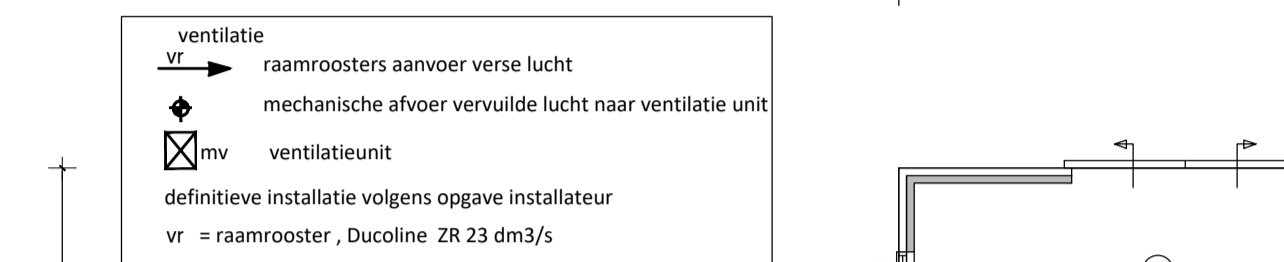 ventilatie
vr raamroosters aanvoer verse lucht
mechanische afvoer vervuilde lucht naar ventilatie unit
mv ventilatieunit
definitieve installatie volgens opgave installateur
vr = raamrooster , Ducoline ZR 23 dm3/s